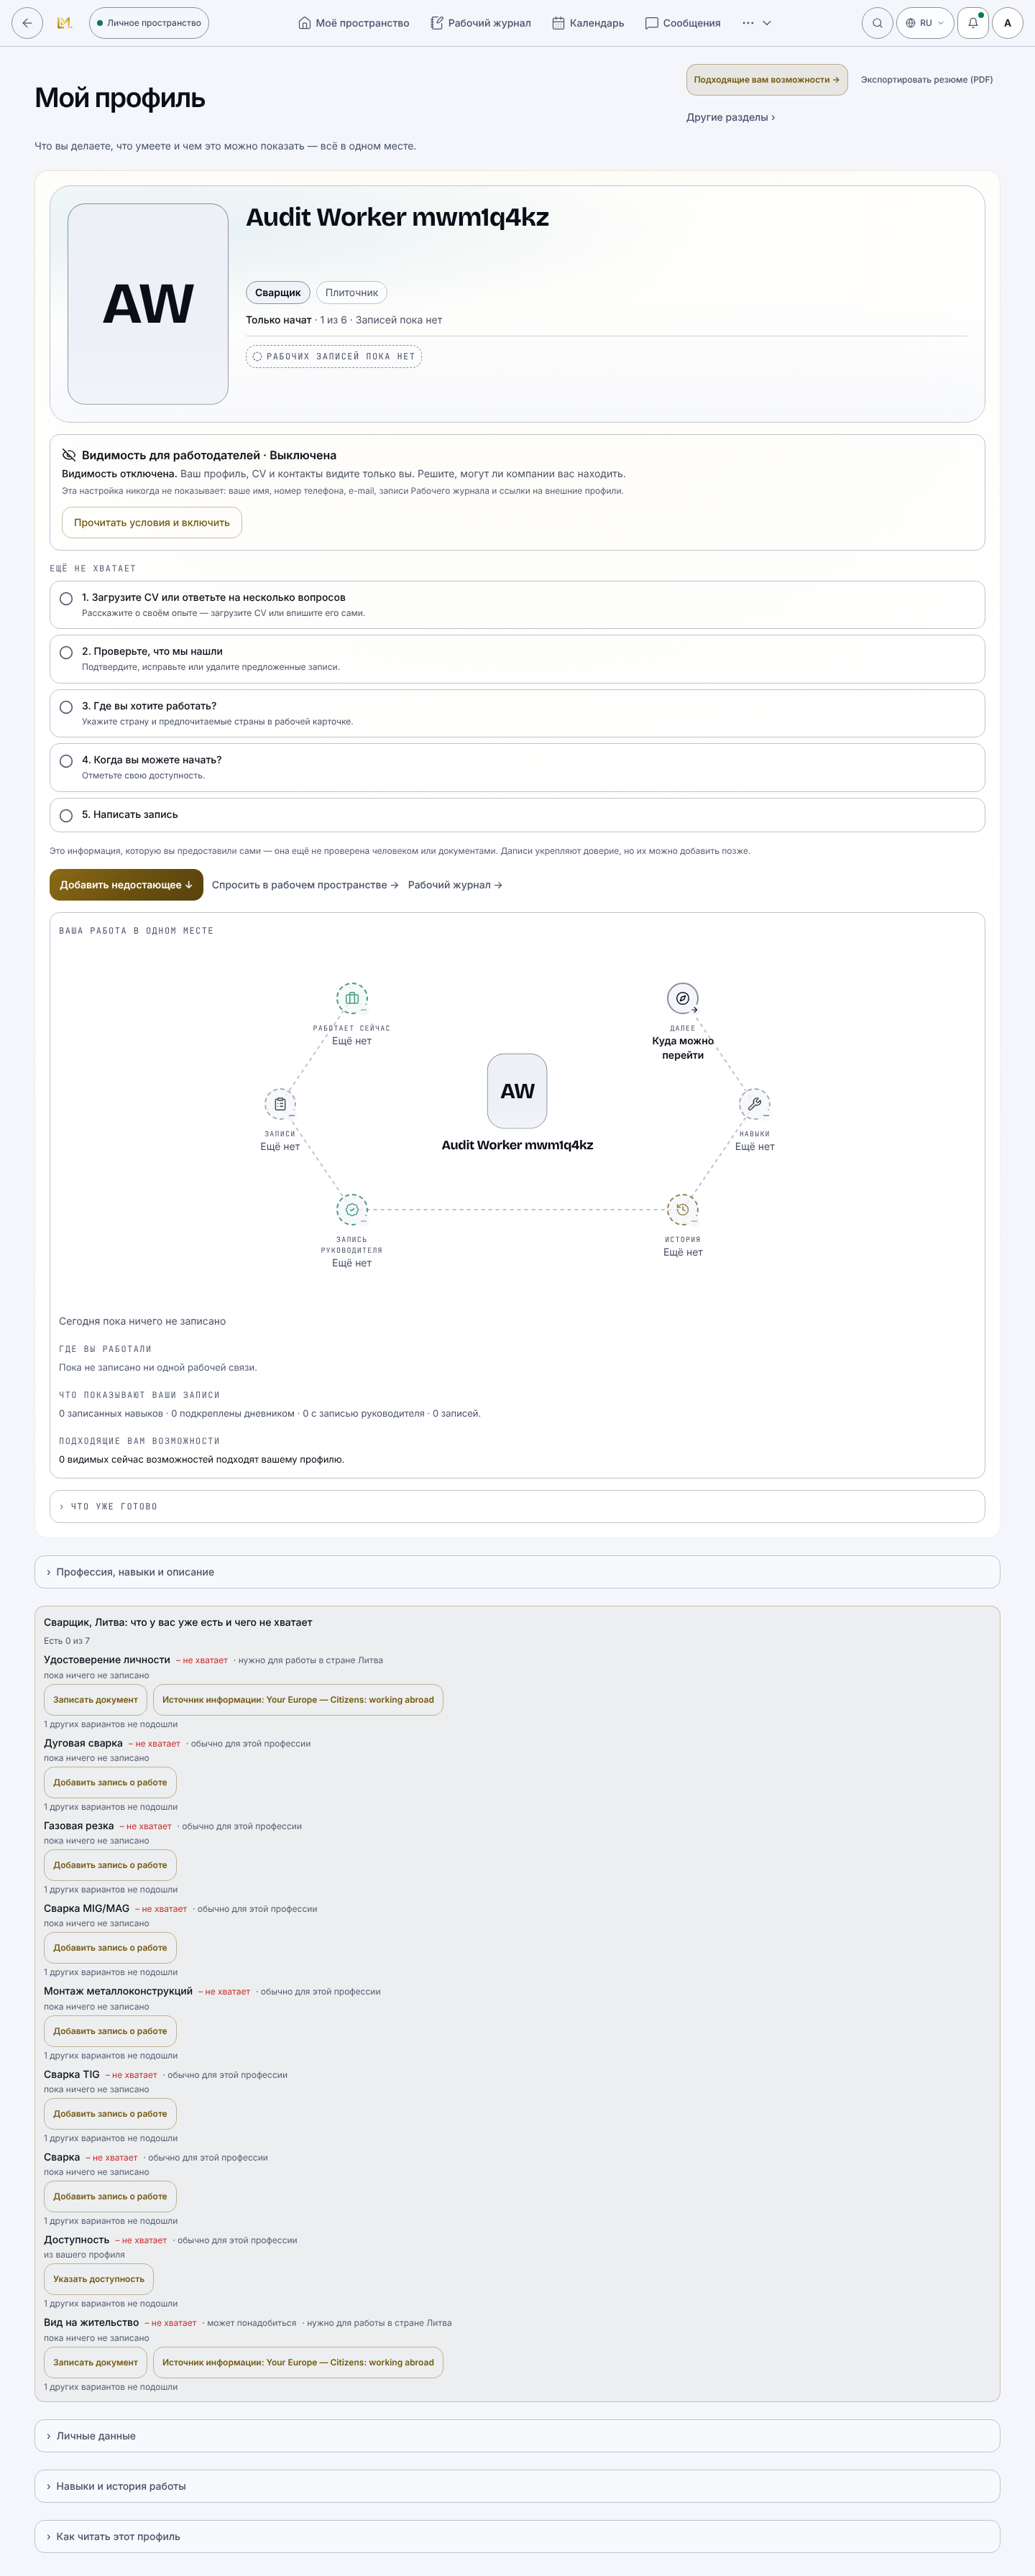 Личное пространство
Моё пространство
Рабочий журнал
Календарь
Сообщения
RU
A
Мой профиль
Подходящие вам возможности →
Экспортировать резюме (PDF)
Другие разделы ›
Что вы делаете, что умеете и чем это можно показать — всё в одном месте.
AW
Audit Worker mwm1q4kz
Сварщик
Плиточник
Только начат · 1 из 6 · Записей пока нет
РАБОЧИХ ЗАПИСЕЙ ПОКА НЕТ
Видимость для работодателей · Выключена
Видимость отключена. Ваш профиль, CV и контакты видите только вы. Решите, могут ли компании вас находить.
Эта настройка никогда не показывает: ваше имя, номер телефона, e-mail, записи Рабочего журнала и ссылки на внешние профили.
Прочитать условия и включить
ЕЩЁ НЕ ХВАТАЕТ
1. Загрузите CV или ответьте на несколько вопросов
Расскажите о своём опыте — загрузите CV или впишите его сами.
2. Проверьте, что мы нашли
Подтвердите, исправьте или удалите предложенные записи.
3. Где вы хотите работать?
Укажите страну и предпочитаемые страны в рабочей карточке.
4. Когда вы можете начать?
Отметьте свою доступность.
5. Написать запись
Это информация, которую вы предоставили сами — она ещё не проверена человеком или документами. Даписи укрепляют доверие, но их можно добавить позже.
Добавить недостающее ↓
Спросить в рабочем пространстве →
Рабочий журнал →
ВАША РАБОТА В ОДНОМ МЕСТЕ
РАБОТАЕТ СЕЙЧАС
Ещё нет
ДАЛЕЕ
Куда можно
перейти
AW
Audit Worker mwm1q4kz
ЗАПИСИ
Ещё нет
НАВЫКИ
Ещё нет
ЗАПИСЬ
РУКОВОДИТЕЛЯ
Ещё нет
ИСТОРИЯ
Ещё нет
Сегодня пока ничего не записано
ГДЕ ВЫ РАБОТАЛИ
Пока не записано ни одной рабочей связи.
ЧТО ПОКАЗЫВАЮТ ВАШИ ЗАПИСИ
0 записанных навыков · 0 подкреплены дневником · 0 с записью руководителя · 0 записей.
ПОДХОДЯЩИЕ ВАМ ВОЗМОЖНОСТИ
0 видимых сейчас возможностей подходят вашему профилю.
› ЧТО УЖЕ ГОТОВО
› Профессия, навыки и описание
Сварщик, Литва: что у вас уже есть и чего не хватает
Есть 0 из 7
Удостоверение личности – не хватает · нужно для работы в стране Литва
пока ничего не записано
Записать документ
Источник информации: Your Europe — Citizens: working abroad
1 других вариантов не подошли
Дуговая сварка – не хватает · обычно для этой профессии
пока ничего не записано
Добавить запись о работе
1 других вариантов не подошли
Газовая резка – не хватает · обычно для этой профессии
пока ничего не записано
Добавить запись о работе
1 других вариантов не подошли
Сварка MIG/MAG – не хватает · обычно для этой профессии
пока ничего не записано
Добавить запись о работе
1 других вариантов не подошли
Монтаж металлоконструкций – не хватает · обычно для этой профессии
пока ничего не записано
Добавить запись о работе
1 других вариантов не подошли
Сварка TIG – не хватает · обычно для этой профессии
пока ничего не записано
Добавить запись о работе
1 других вариантов не подошли
Сварка – не хватает · обычно для этой профессии
пока ничего не записано
Добавить запись о работе
1 других вариантов не подошли
Доступность – не хватает · обычно для этой профессии
из вашего профиля
Указать доступность
1 других вариантов не подошли
Вид на жительство – не хватает · может понадобиться · нужно для работы в стране Литва
пока ничего не записано
Записать документ
Источник информации: Your Europe — Citizens: working abroad
1 других вариантов не подошли
› Личные данные
› Навыки и история работы
› Как читать этот профиль